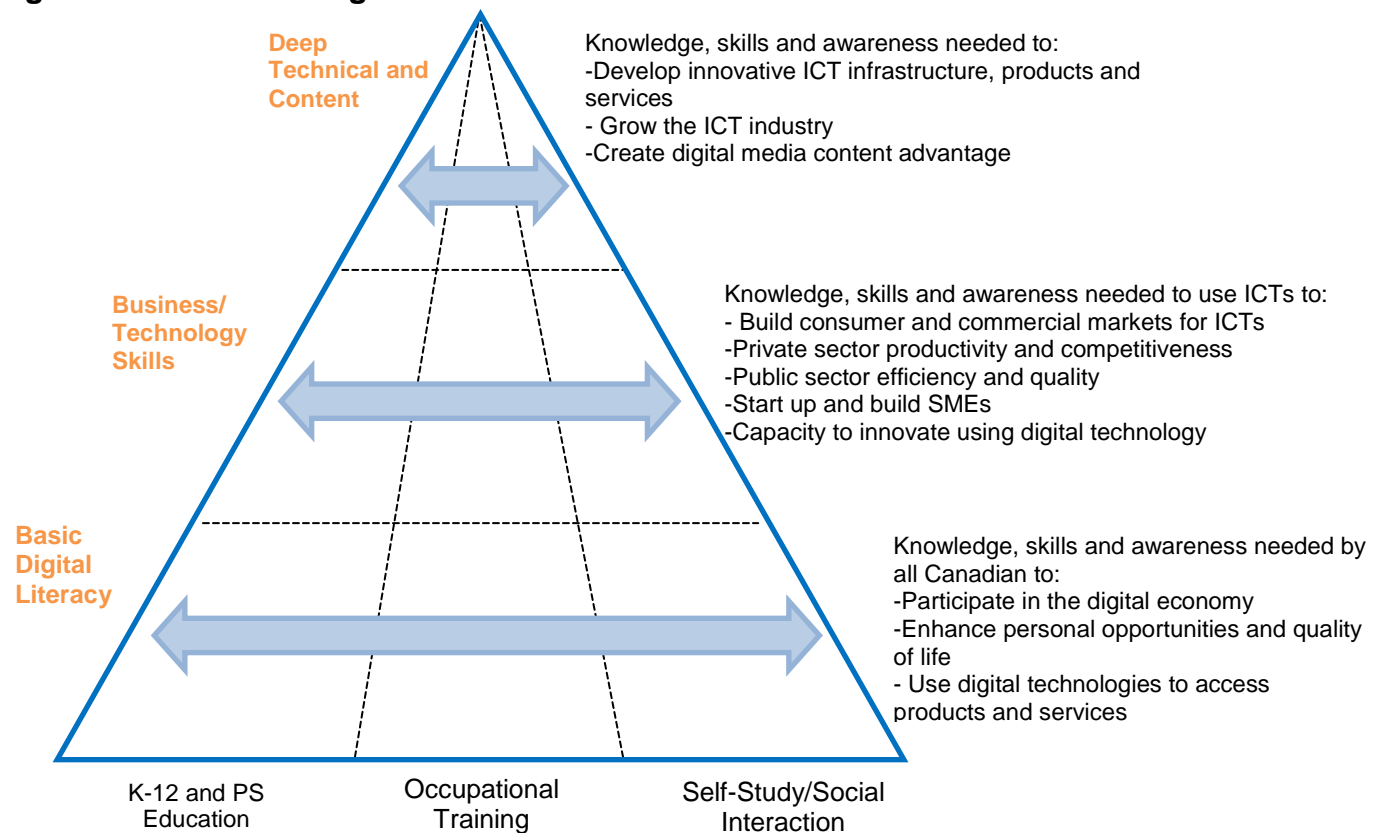 Deep
Technical and
Content
Knowledge, skills and awareness needed to:
-Develop innovative ICT infrastructure, products and
services
- Grow the ICT industry
-Create digital media content advantage
Business/
Technology
Skills
Knowledge, skills and awareness needed to use ICTs to:
- Build consumer and commercial markets for ICTs
-Private sector productivity and competitiveness
-Public sector efficiency and quality
-Start up and build SMEs
-Capacity to innovate using digital technology
Basic
Digital
Literacy
Knowledge, skills and awareness needed by
all Canadian to:
-Participate in the digital economy
-Enhance personal opportunities and quality
of life
- Use digital technologies to access
products and services
K-12 and PS
Education
Occupational
Training
Self-Study/Social
Interaction